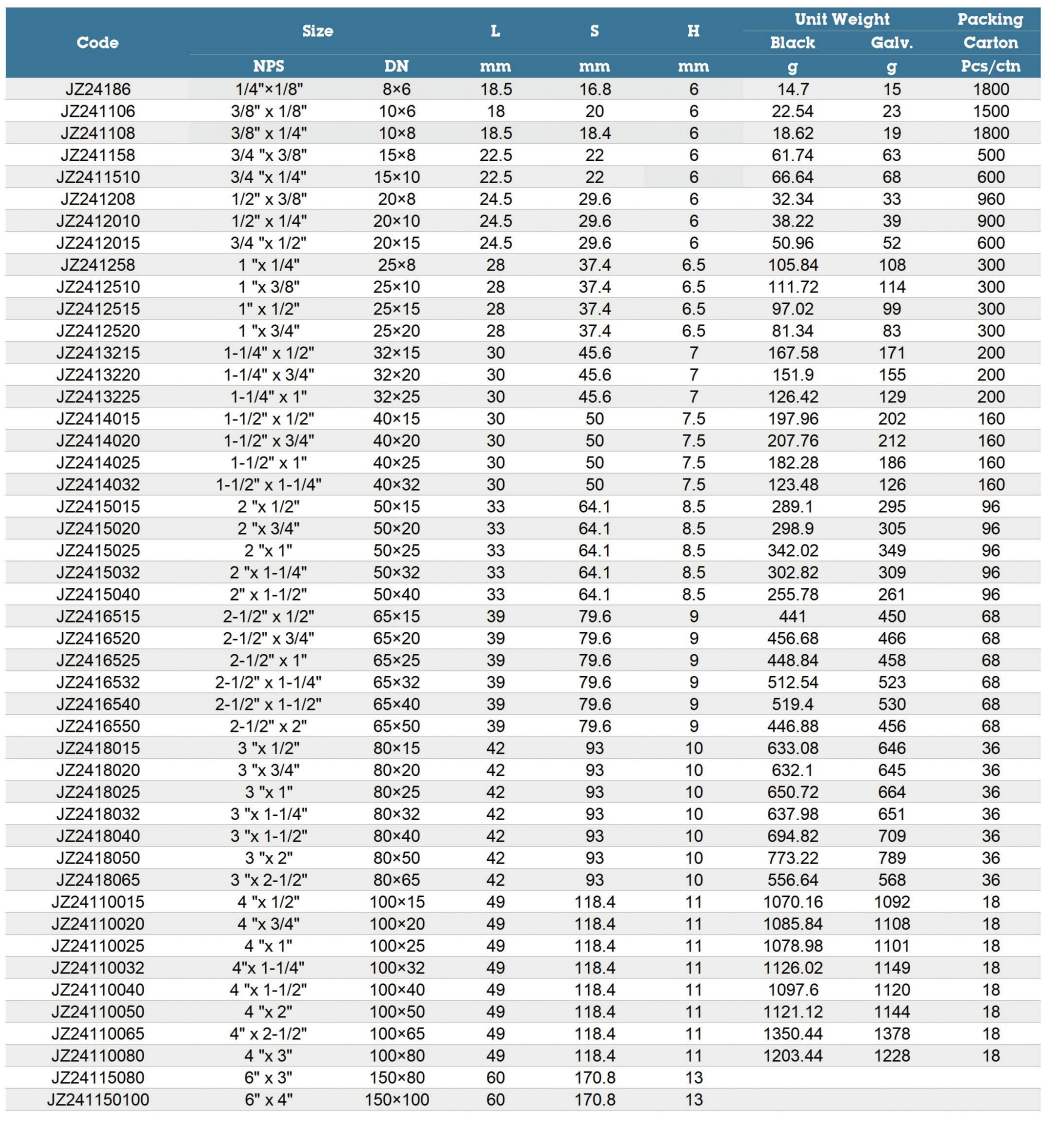 Code Size L S H Unit Weight Packing
Black Galv. Carton
NPS DN mm mm mm g g Pcs/ctn
JZ24186 1/4"×1/8" 8×6 18.5 16.8 6 14.7 15 1800
JZ241106 3/8" x 1/8" 10×6 18 20 6 22.54 23 1500
JZ241108 3/8" x 1/4" 10×8 18.5 18.4 6 18.62 19 1800
JZ241158 3/4 "x 3/8" 15×8 22.5 22 6 61.74 63 500
JZ2411510 3/4 "x 1/4" 15×10 22.5 22 6 66.64 68 600
JZ241208 1/2" x 3/8" 20×8 24.5 29.6 6 32.34 33 960
JZ2412010 1/2" x 1/4" 20×10 24.5 29.6 6 38.22 39 900
JZ2412015 3/4 "x 1/2" 20×15 24.5 29.6 6 50.96 52 600
JZ241258 1 "x 1/4" 25×8 28 37.4 6.5 105.84 108 300
JZ2412510 1 "x 3/8" 25×10 28 37.4 6.5 111.72 114 300
JZ2412515 1" x 1/2" 25×15 28 37.4 6.5 97.02 99 300
JZ2412520 1 "x 3/4" 25×20 28 37.4 6.5 81.34 83 300
JZ2413215 1-1/4" x 1/2" 32×15 30 45.6 7 167.58 171 200
JZ2413220 1-1/4" x 3/4" 32×20 30 45.6 7 151.9 155 200
JZ2413225 1-1/4" x 1" 32×25 30 45.6 7 126.42 129 200
JZ2414015 1-1/2" x 1/2" 40×15 30 50 7.5 197.96 202 160
JZ2414020 1-1/2" x 3/4" 40×20 30 50 7.5 207.76 212 160
JZ2414025 1-1/2" x 1" 40×25 30 50 7.5 182.28 186 160
JZ2414032 1-1/2" x 1-1/4" 40×32 30 50 7.5 123.48 126 160
JZ2415015 2 "x 1/2" 50×15 33 64.1 8.5 289.1 295 96
JZ2415020 2 "x 3/4" 50×20 33 64.1 8.5 298.9 305 96
JZ2415025 2 "x 1" 50×25 33 64.1 8.5 342.02 349 96
JZ2415032 2 "x 1-1/4" 50×32 33 64.1 8.5 302.82 309 96
JZ2415040 2" x 1-1/2" 50×40 33 64.1 8.5 255.78 261 96
JZ2416515 2-1/2" x 1/2" 65×15 39 79.6 9 441 450 68
JZ2416520 2-1/2" x 3/4" 65×20 39 79.6 9 456.68 466 68
JZ2416525 2-1/2" x 1" 65×25 39 79.6 9 448.84 458 68
JZ2416532 2-1/2" x 1-1/4" 65×32 39 79.6 9 512.54 523 68
JZ2416540 2-1/2" x 1-1/2" 65×40 39 79.6 9 519.4 530 68
JZ2416550 2-1/2" x 2" 65×50 39 79.6 9 446.88 456 68
JZ2418015 3 "x 1/2" 80×15 42 93 10 633.08 646 36
JZ2418020 3 "x 3/4" 80×20 42 93 10 632.1 645 36
JZ2418025 3 "x 1" 80×25 42 93 10 650.72 664 36
JZ2418032 3 "x 1-1/4" 80×32 42 93 10 637.98 651 36
JZ2418040 3 "x 1-1/2" 80×40 42 93 10 694.82 709 36
JZ2418050 3 "x 2" 80×50 42 93 10 773.22 789 36
JZ2418065 3 "x 2-1/2" 80×65 42 93 10 556.64 568 36
JZ24110015 4 "x 1/2" 100×15 49 118.4 11 1070.16 1092 18
JZ24110020 4 "x 3/4" 100×20 49 118.4 11 1085.84 1108 18
JZ24110025 4 "x 1" 100×25 49 118.4 11 1078.98 1101 18
JZ24110032 4"x 1-1/4" 100×32 49 118.4 11 1126.02 1149 18
JZ24110040 4 "x 1-1/2" 100×40 49 118.4 11 1097.6 1120 18
JZ24110050 4 "x 2" 100×50 49 118.4 11 1121.12 1144 18
JZ24110065 4" x 2-1/2" 100×65 49 118.4 11 1350.44 1378 18
JZ24110080 4 "x 3" 100×80 49 118.4 11 1203.44 1228 18
JZ24115080 6" x 3" 150×80 60 170.8 13
JZ241150100 6" x 4" 150×100 60 170.8 13